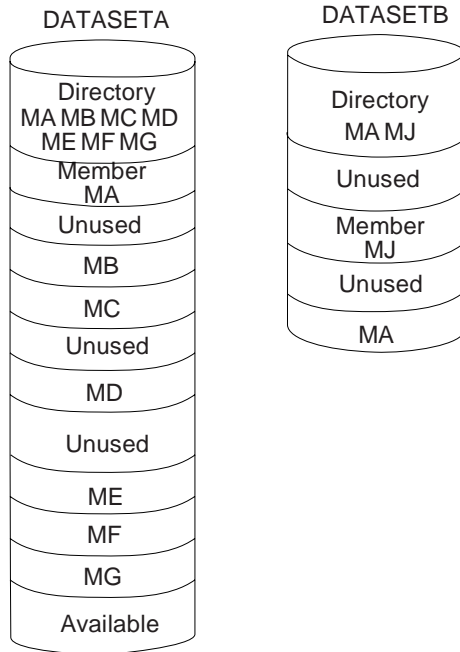 DATASETA
Directory
MA MB MC MD
ME MF MG
Member
MA
Unused
MB
MC
Unused
MD
Unused
ME
MF
MG
Available
DATASETB
Directory
MA MJ
Unused
Member
MJ
Unused
MA